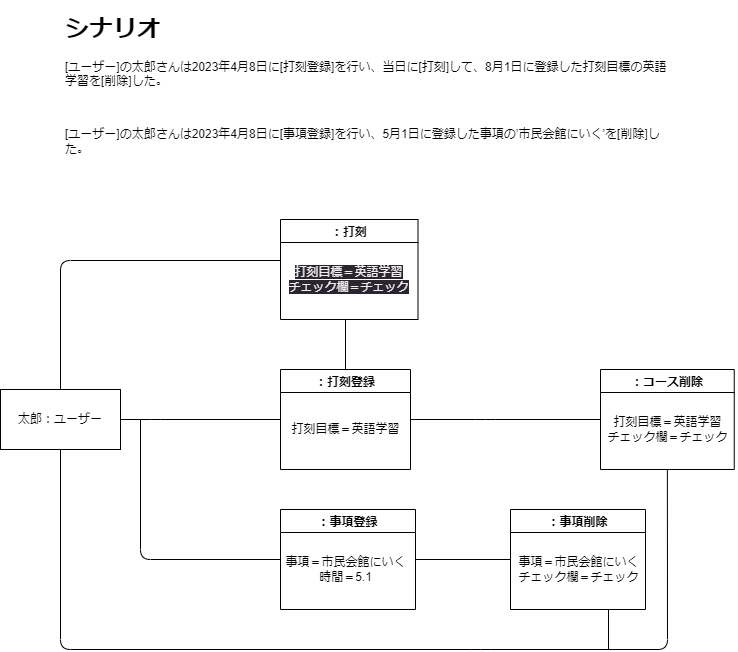 シナリオ
[ユーザー]の太郎さんは2023年4月8日に[打刻登録]を行い、当日に[打刻]して、8月1日に登録した打刻目標の英語
学習を[削除]した。
[ユーザー]の太郎さんは2023年4月8日に[事項登録]を行い、5月1日に登録した事項の'市民会館にいく'を[削除]し
た。
：打刻
打刻目標＝英語学習
チェック欄＝チェック
：打刻登録
打刻目標＝英語学習
：コース削除
打刻目標＝英語学習
チェック欄＝チェック
太郎：ユーザー
：事項登録
事項＝市民会館にいく
時間＝5.1
：事項削除
事項＝市民会館にいく
チェック欄＝チェック